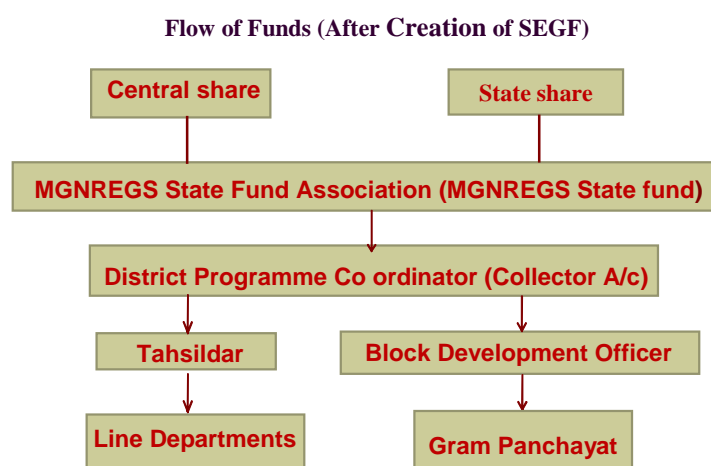 Flow of Funds (After Creation of SEGF)
Central share
State share
MGNREGS State Fund Association (MGNREGS State fund)
District Programme Co ordinator (Collector A/c)
Tahsildar
Block Development Officer
Line Departments
Gram Panchayat